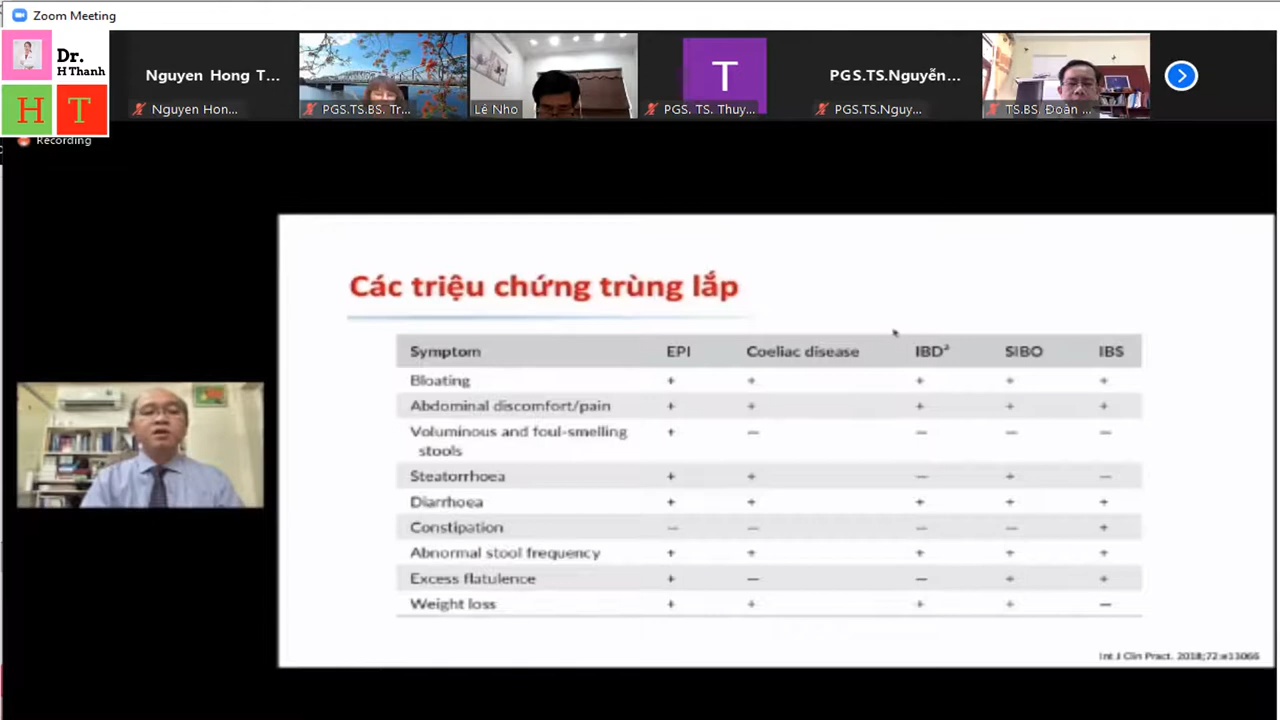 Zoom Meeting
Dr.
H Thanh
H T
Nguyen Hong T...
PGS.TS.Nguyễn...
T
Nguyen Hon...
PGS.TS.BS. Tr...
Lê Nho
PGS. TS. Thuy...
PGS.TS.Nguy...
TS.BS. Đoàn ...
Recording
Các triệu chứng trùng lắp
Symptom EPI Coeliac disease IBD² SIBO IBS
Bloating + + + + +
Abdominal discomfort/pain + + + + +
Voluminous and foul-smelling + − − − −
stools
Steatorrhoea + + − + −
Diarrhoea + + + + +
Constipation − − − − +
Abnormal stool frequency + + + + +
Excess flatulence + − − + +
Weight loss + + + + −
Int J Clin Pract. 2018;72:e13066